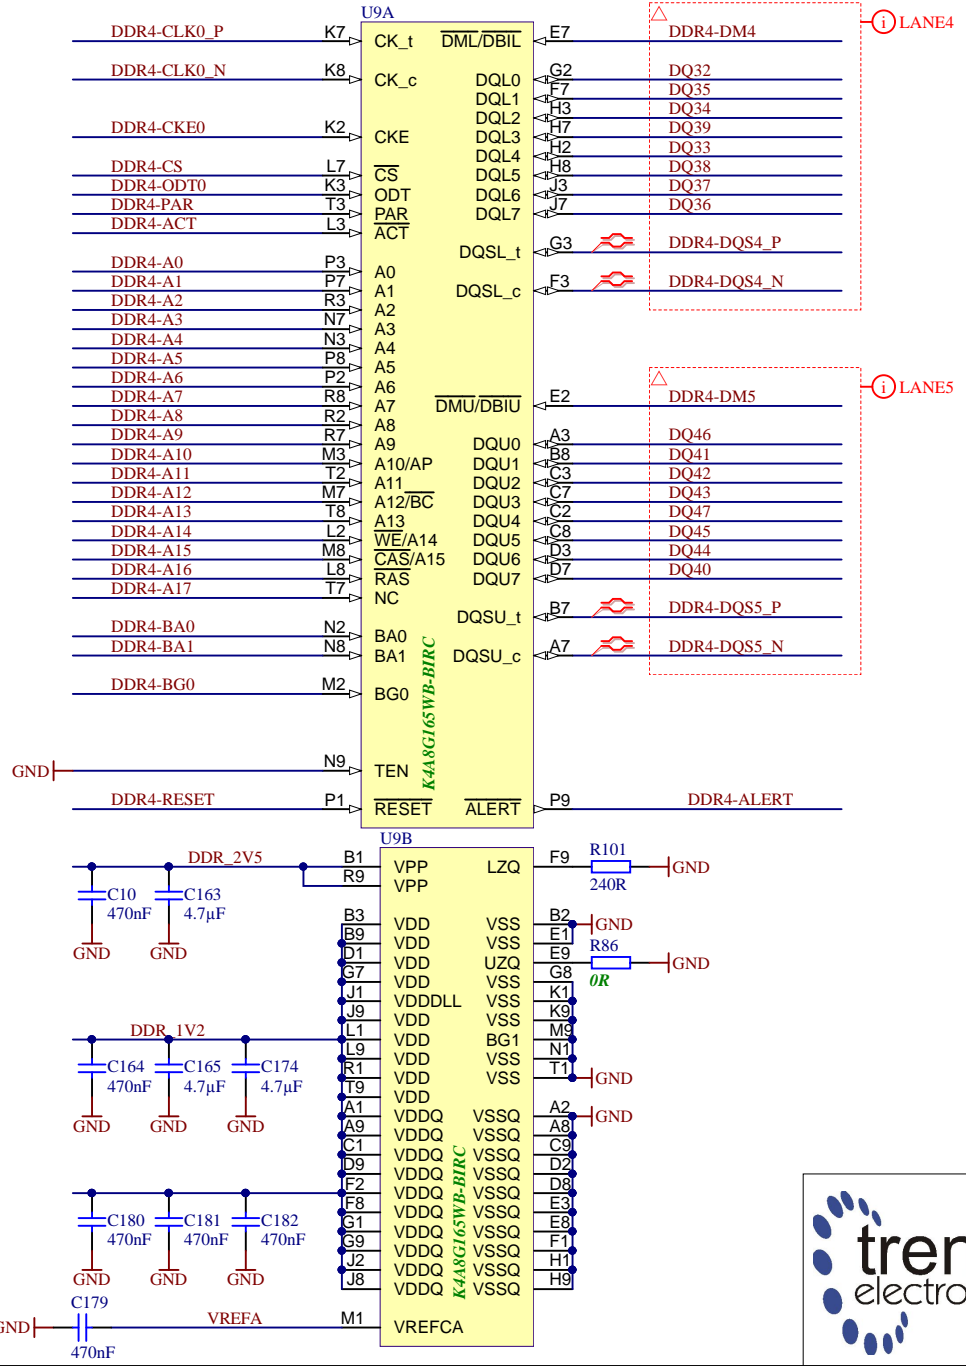 U9A
DDR4-CLK0_P K7 CK_t DML/DBIL E7 DDR4-DM4 i LANE4
DDR4-CLK0_N K8 CK_c DQL0 G2 DQ32
DQL1 F7 DQ35
DQL2 H3 DQ34
DDR4-CKE0 K2 CKE DQL3 H7 DQ39
DQL4 H2 DQ33
DDR4-CS L7 CS DQL5 H8 DQ38
DDR4-ODT0 K3 ODT DQL6 J3 DQ37
DDR4-PAR T3 PAR DQL7 J7 DQ36
DDR4-ACT L3 ACT
DQSL_t G3 DDR4-DQS4_P
DDR4-A0 P3 A0
DDR4-A1 P7 A1 DQSL_c F3 DDR4-DQS4_N
DDR4-A2 R3 A2
DDR4-A3 N7 A3
DDR4-A4 N3 A4
DDR4-A5 P8 A5
DDR4-A6 P2 A6 i LANE5
DDR4-A7 R8 A7 DMU/DBIU E2 DDR4-DM5
DDR4-A8 R2 A8
DDR4-A9 R7 A9 DQU0 A3 DQ46
DDR4-A10 M3 A10/AP DQU1 B8 DQ41
DDR4-A11 T2 A11 DQU2 C3 DQ42
DDR4-A12 M7 A12/BC DQU3 C7 DQ43
DDR4-A13 T8 A13 DQU4 C2 DQ47
DDR4-A14 L2 WE/A14 DQU5 C8 DQ45
DDR4-A15 M8 CAS/A15 DQU6 D3 DQ44
DDR4-A16 L8 RAS DQU7 D7 DQ40
DDR4-A17 T7 NC
DQSU_t B7 DDR4-DQS5_P
DDR4-BA0 N2 BA0
DDR4-BA1 N8 BA1 DQSU_c A7 DDR4-DQS5_N
DDR4-BG0 M2 BG0
K4A8G165WB-BIRC
GND N9 TEN
DDR4-RESET P1 RESET ALERT P9 DDR4-ALERT
U9B
DDR_2V5 B1 VPP LZQ F9 R101 240R GND
R9 VPP
C10 470nF GND
C163 4.7µF GND
B3 VDD VSS B2 GND
B9 VDD VSS E1
D1 VDD UZQ E9 R86 0R GND
G7 VDD VSS G8
J1 VDDDLL VSS K1
J9 VDD VSS K9
DDR_1V2 L1 VDD BG1 M9
L9 VDD VSS N1
R1 VDD VSS T1 GND
T9 VDD
C164 470nF GND
C165 4.7µF GND
C174 4.7µF GND
A1 VDDQ VSSQ A2 GND
A9 VDDQ VSSQ A8
C1 VDDQ VSSQ C9
D9 VDDQ VSSQ D2
F2 VDDQ VSSQ D8
F8 VDDQ VSSQ E3
G1 VDDQ VSSQ E8
G9 VDDQ VSSQ F1
J2 VDDQ VSSQ H1
J8 VDDQ VSSQ H9
K4A8G165WB-BIRC
C180 470nF GND
C181 470nF GND
C182 470nF GND
GND C179 470nF VREFA M1 VREFCA
tren
electro